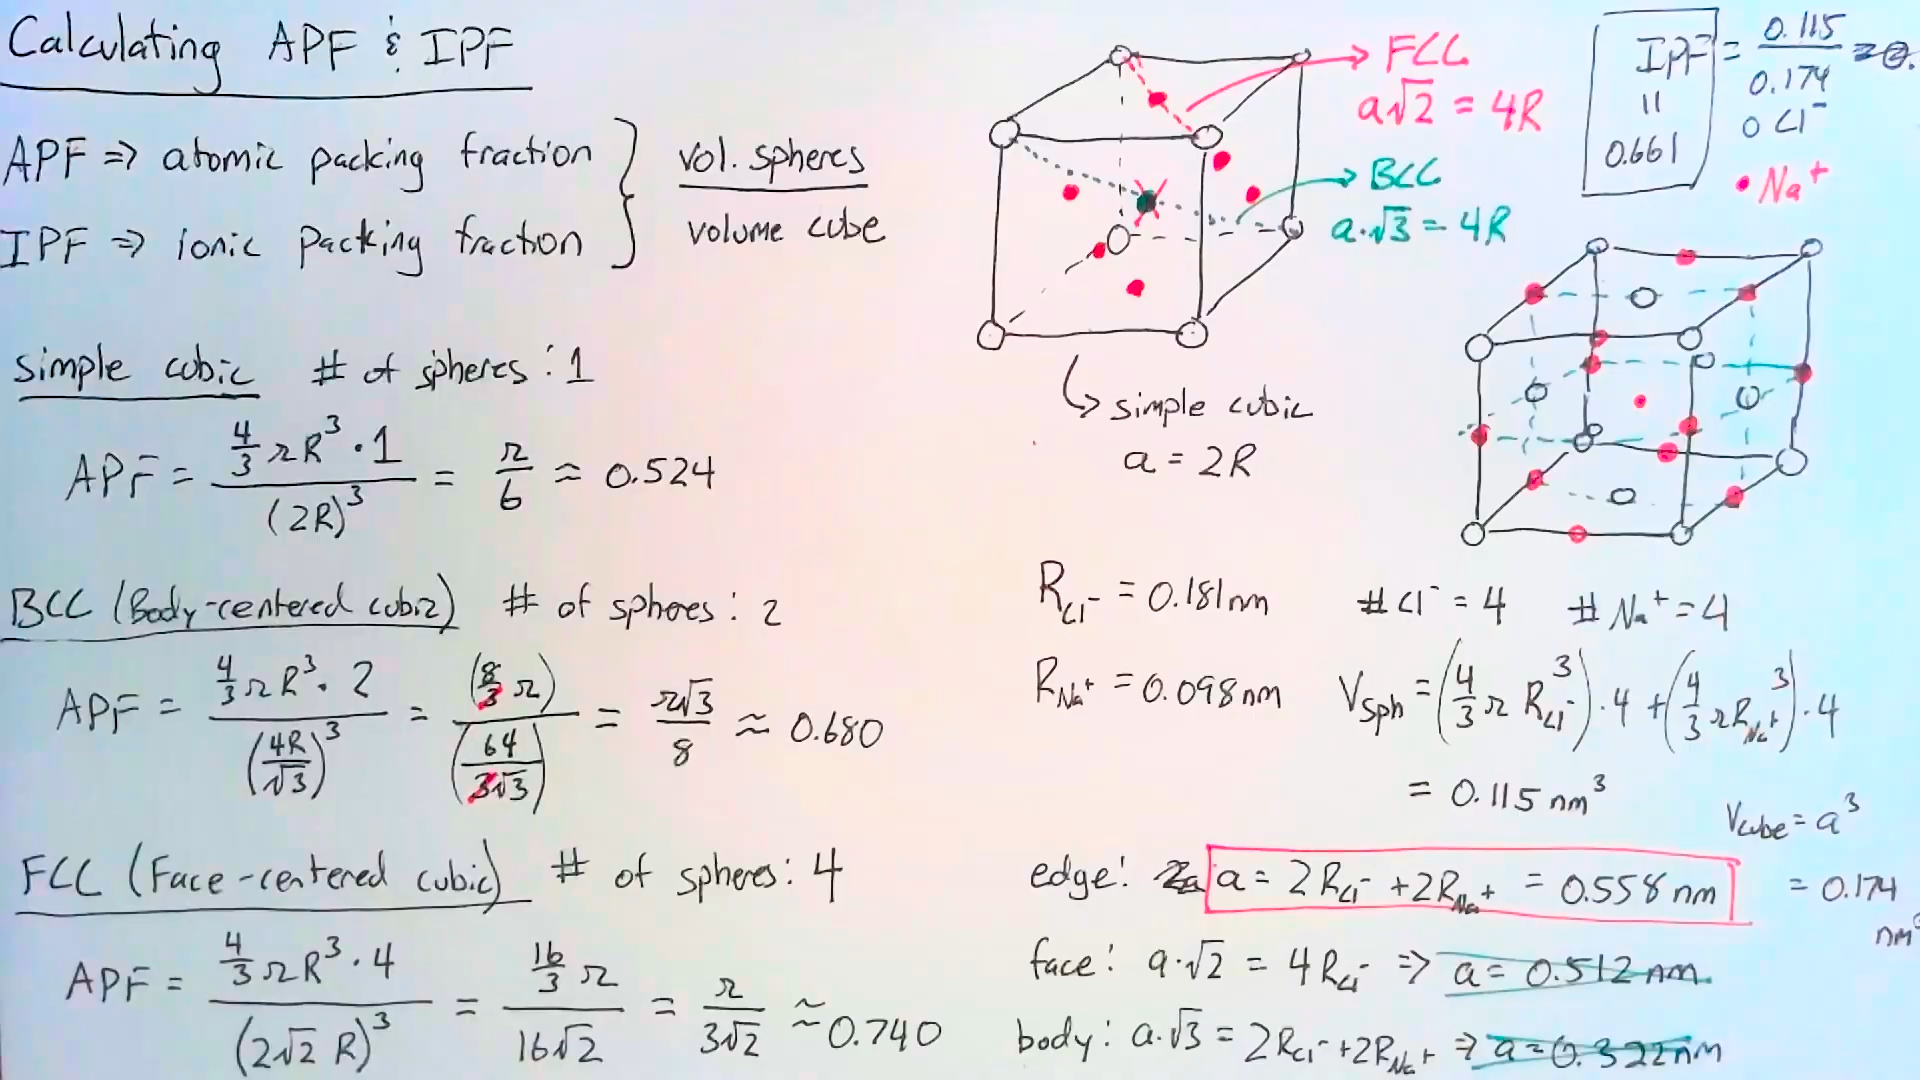 Calculating APF & IPF
APF ⇒ atomic packing fraction
IPF ⇒ ionic packing fraction
vol. spheres
volume cube
simple cubic # of spheres: 1
APF = (4/3 πR³ · 1)/(2R)³ = π/6 ≈ 0.524
BCC (Body-centered cubic) # of spheres: 2
APF = (4/3 πR³ · 2)/(4R/√3)³ = (8/3 π)/(64/3√3) = π√3/8 ≈ 0.680
FCC (Face-centered cubic) # of spheres: 4
APF = (4/3 πR³ · 4)/(2√2 R)³ = (16/3 π)/(16√2) = π/3√2 ≈ 0.740
FCC
a√2 = 4R
BCC
a·√3 = 4R
simple cubic
a = 2R
IPF = 0.115/0.174 = 0.
11
0.661
o Cl⁻
• Na⁺
R_Cl⁻ = 0.181nm #Cl⁻ = 4 #Na⁺ = 4
R_Na⁺ = 0.098nm
V_Sph = (4/3 π R_Cl⁻³)·4 + (4/3 πR_Na⁺³)·4
= 0.115 nm³
V_cube = a³
= 0.174
nm³
edge: 2a a = 2R_Cl⁻ + 2R_Na⁺ = 0.558 nm
face: a·√2 = 4R_Cl⁻ ⇒ a = 0.512 nm
body: a·√3 = 2R_Cl⁻ + 2R_Na⁺ ⇒ a = 0.322nm